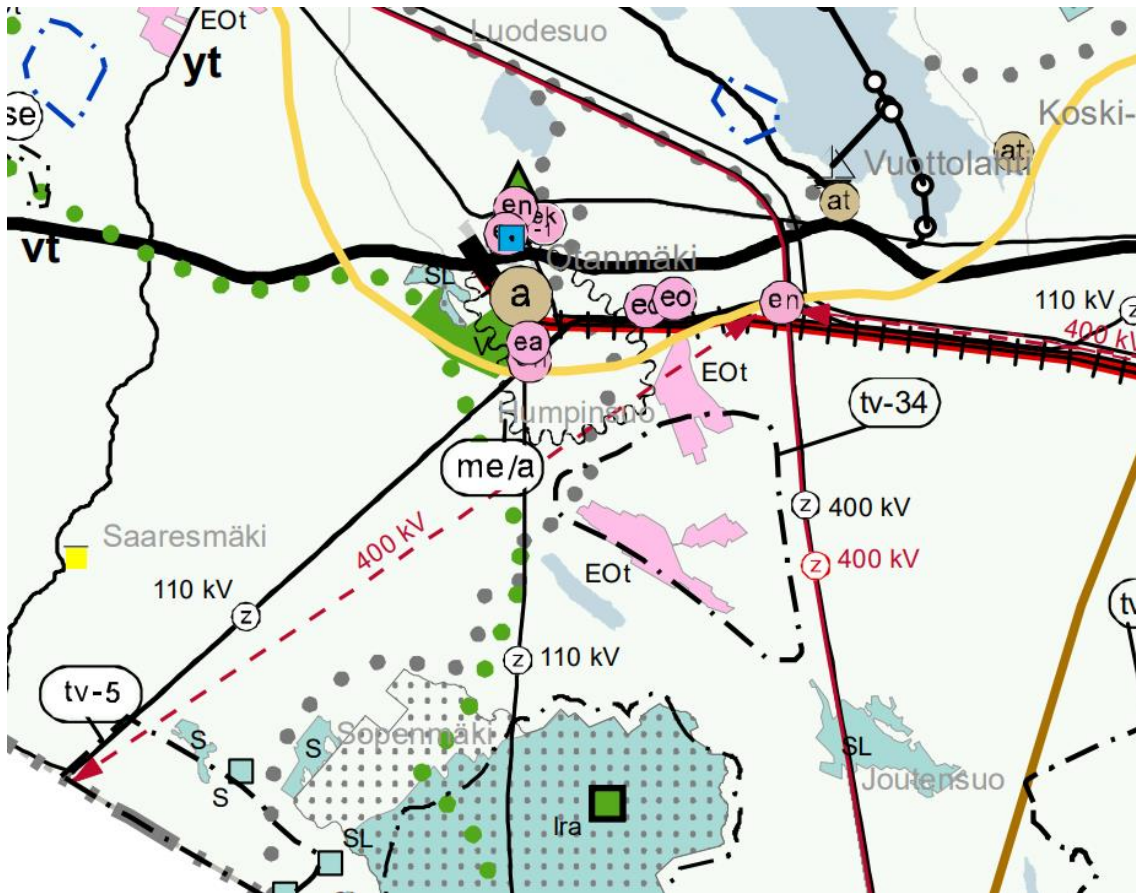 EOt
Luodesuo
yt
se
Koski-
at
Vuottolahti
at
en
ek
-1
vt
Otanmäki
SL
a
eo
en
110 kV
z
400 kV
V
ea
EOt
tv-34
Humpinsuo
me/a
z
400 kV
400 kV
Saaresmäki
z
400 kV
110 kV
EOt
z
z
110 kV
tv-5
S
S
Sopenmäki
SL
S
Joutensuo
Ira
SL